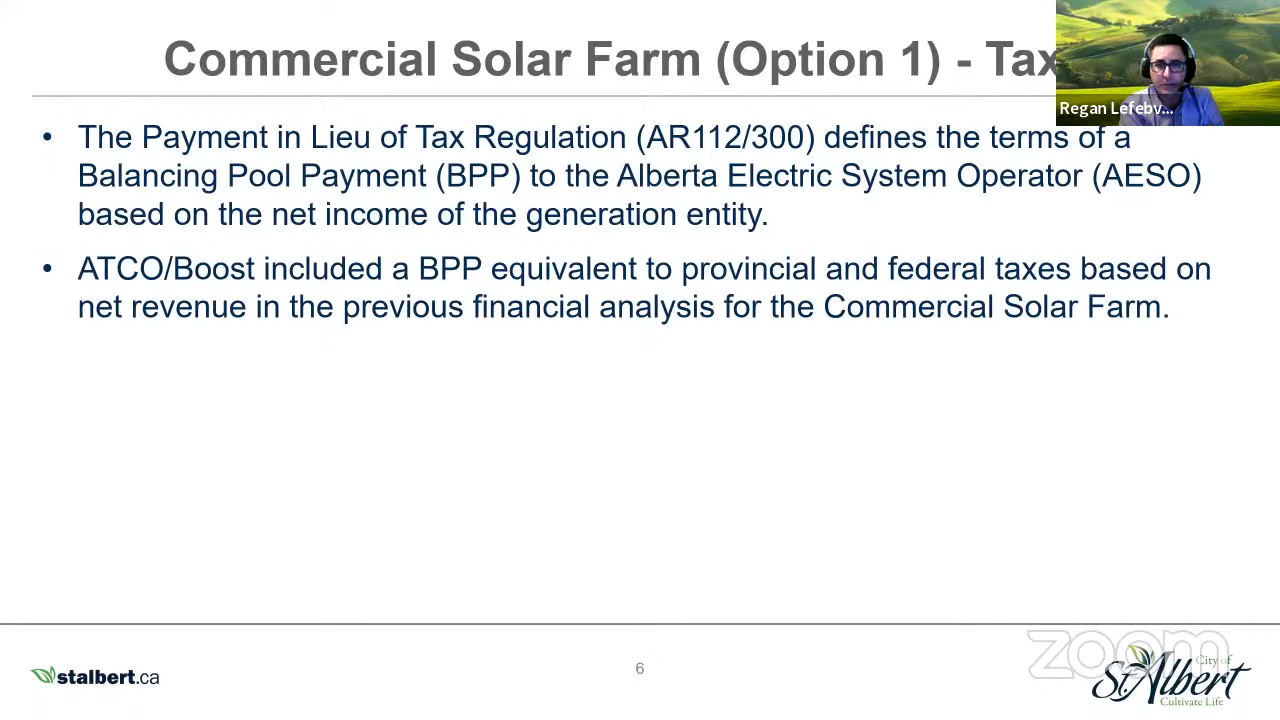 Commercial Solar Farm (Option 1) - Tax
Regan Lefebv...
• The Payment in Lieu of Tax Regulation (AR112/300) defines the terms of a
Balancing Pool Payment (BPP) to the Alberta Electric System Operator (AESO)
based on the net income of the generation entity.
• ATCO/Boost included a BPP equivalent to provincial and federal taxes based on
net revenue in the previous financial analysis for the Commercial Solar Farm.
stalbert.ca
6
zoom
City of
St. Albert
Cultivate Life